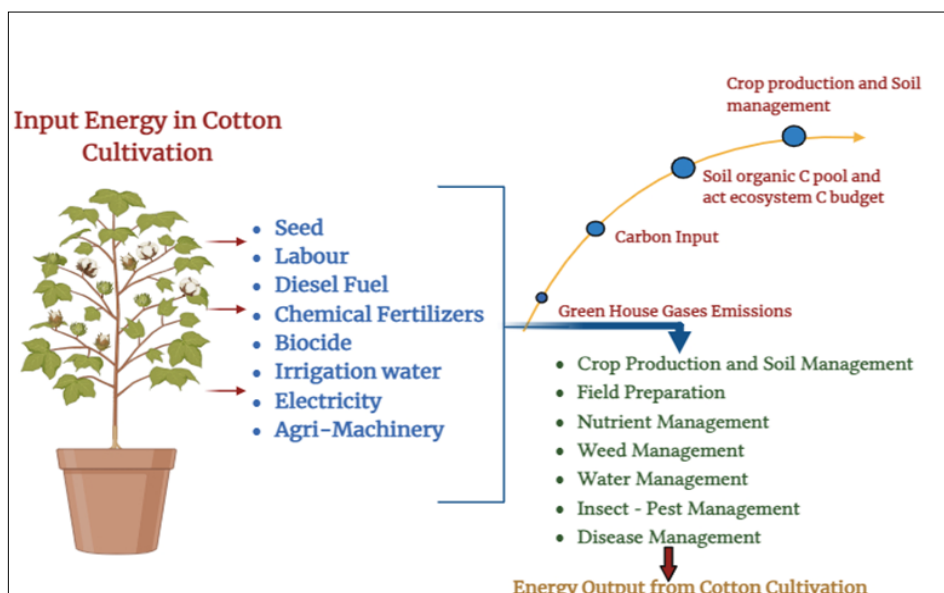 Input Energy in Cotton
Cultivation
Seed
Labour
Diesel Fuel
Chemical Fertilizers
Biocide
Irrigation water
Electricity
Agri-Machinery
Crop production and Soil
management
Soil organic C pool and
act ecosystem C budget
Carbon Input
Green House Gases Emissions
Crop Production and Soil Management
Field Preparation
Nutrient Management
Weed Management
Water Management
Insect - Pest Management
Disease Management
Energy Output from Cotton Cultivation